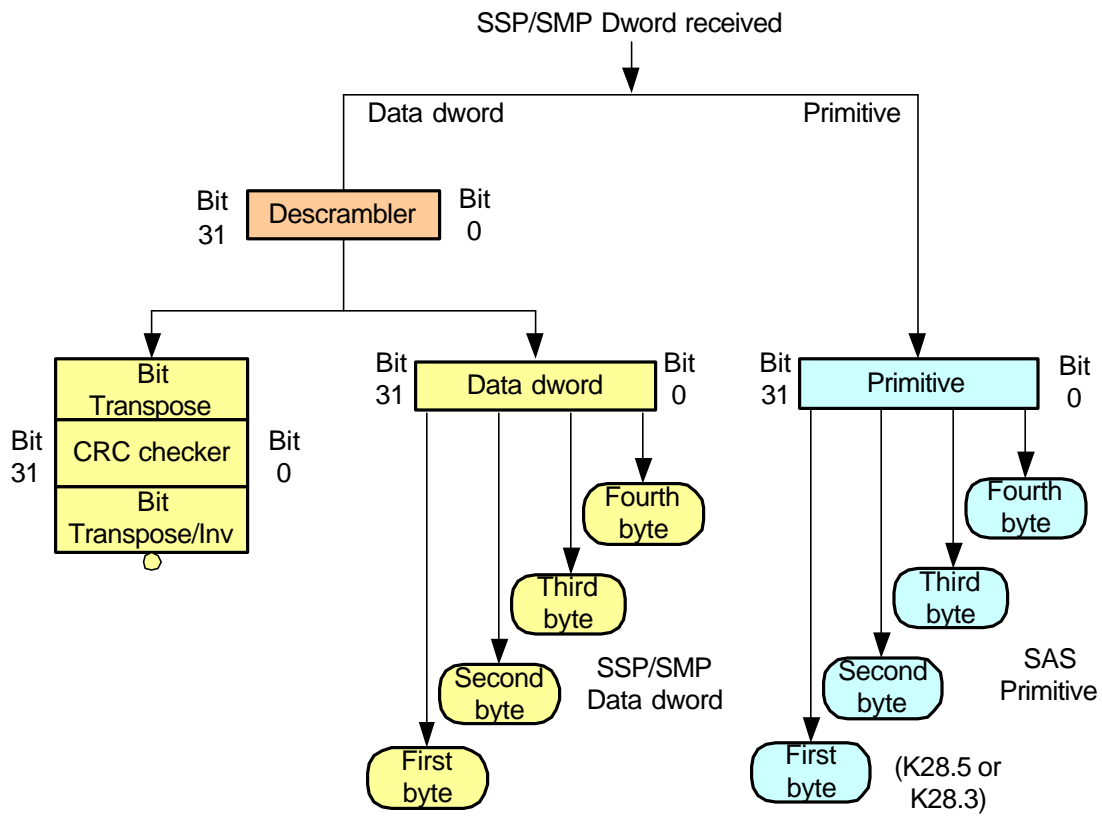 SSP/SMP Dword received
Data dword
Primitive
Bit
31
Descrambler
Bit
0
Bit
Transpose
Bit
31
CRC checker
Bit
0
Bit
Transpose/Inv
Bit
31
Data dword
Bit
0
Bit
31
Primitive
Bit
0
Fourth
byte
Third
byte
Second
byte
First
byte
SSP/SMP
Data dword
Fourth
byte
Third
byte
Second
byte
First
byte
SAS
Primitive
(K28.5 or
K28.3)